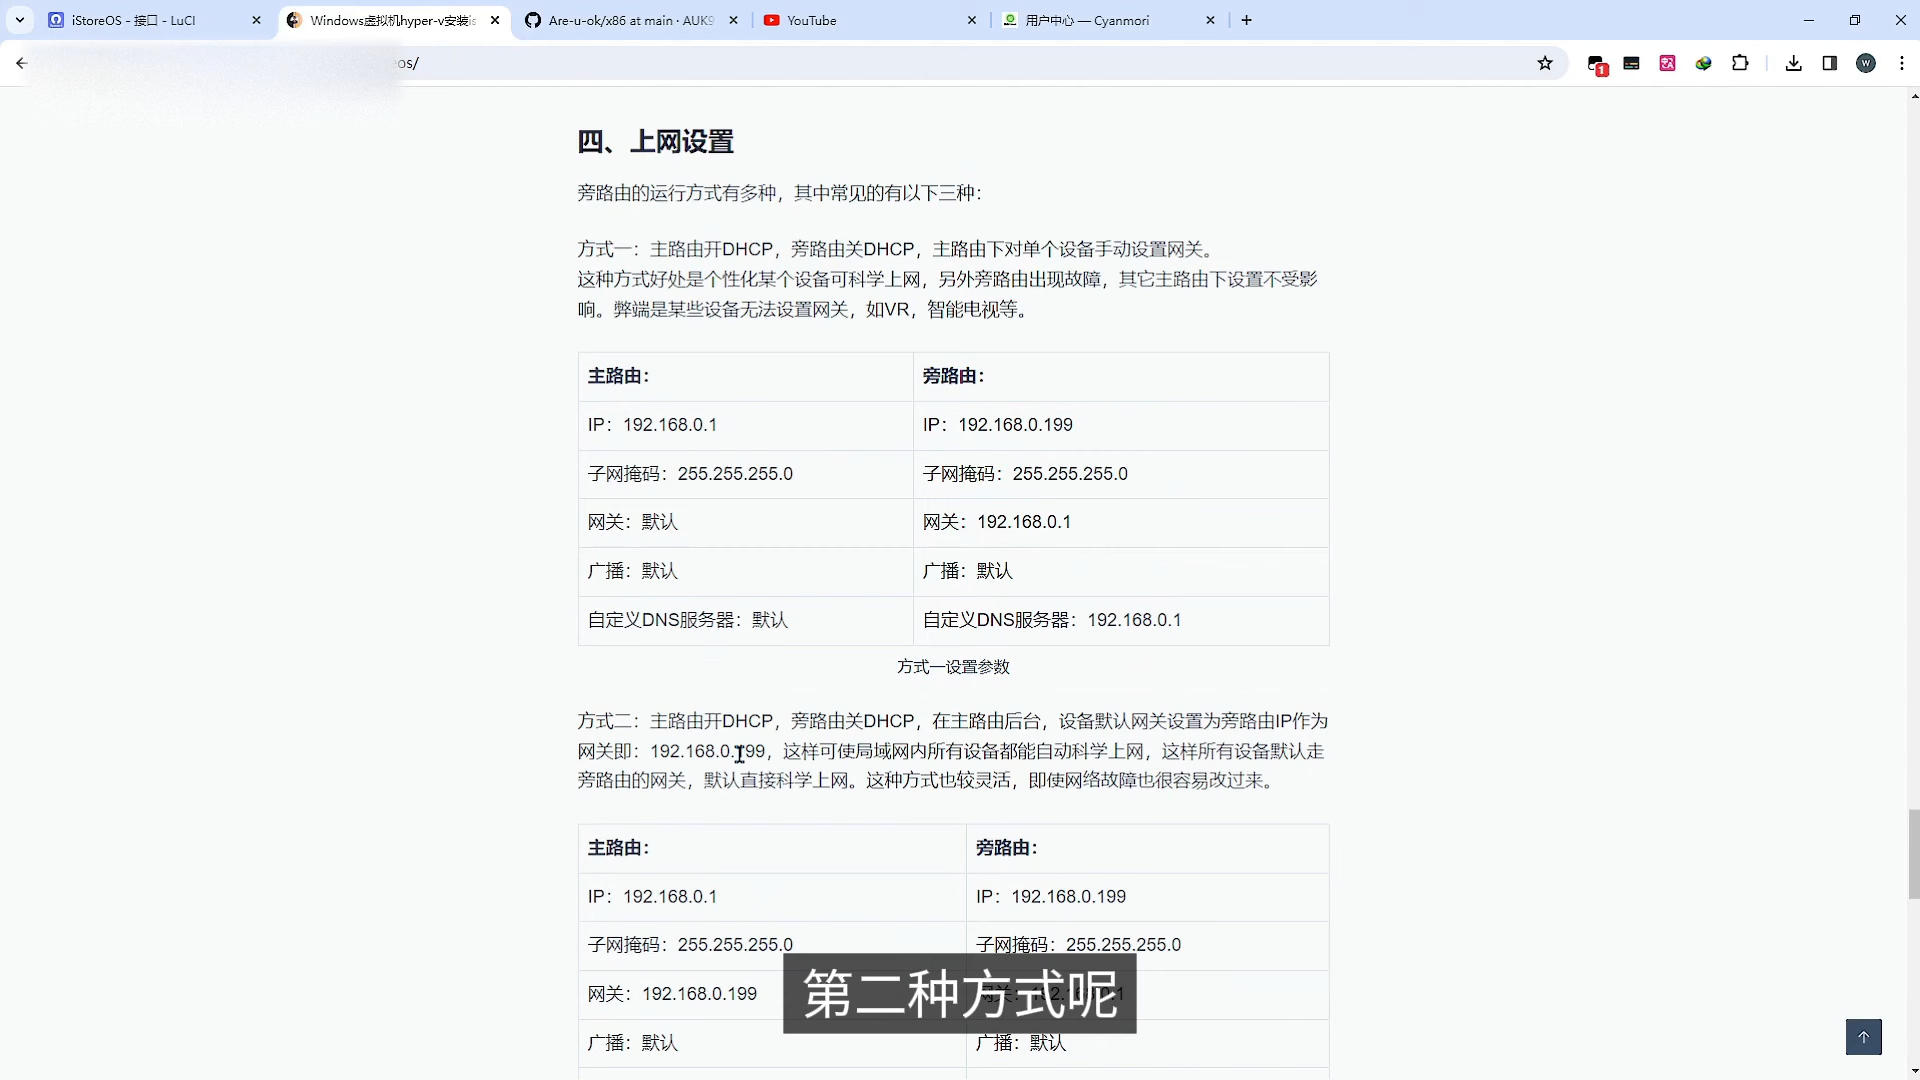 iStoreOS - 接口 - LuCI
Windows虚拟机hyper-v安装is
Are-u-ok/x86 at main · AUK9
YouTube
用户中心 — Cyanmori
eos/
1
W
四、上网设置
旁路由的运行方式有多种，其中常见的有以下三种：
方式一：主路由开DHCP，旁路由关DHCP，主路由下对单个设备手动设置网关。
这种方式好处是个性化某个设备可科学上网，另外旁路由出现故障，其它主路由下设置不受影
响。弊端是某些设备无法设置网关，如VR，智能电视等。
主路由： 旁路由：
IP：192.168.0.1 IP：192.168.0.199
子网掩码：255.255.255.0 子网掩码：255.255.255.0
网关：默认 网关：192.168.0.1
广播：默认 广播：默认
自定义DNS服务器：默认 自定义DNS服务器：192.168.0.1
方式一设置参数
方式二：主路由开DHCP，旁路由关DHCP，在主路由后台，设备默认网关设置为旁路由IP作为
网关即：192.168.0.199，这样可使局域网内所有设备都能自动科学上网，这样所有设备默认走
旁路由的网关，默认直接科学上网。这种方式也较灵活，即使网络故障也很容易改过来。
主路由： 旁路由：
IP：192.168.0.1 IP：192.168.0.199
子网掩码：255.255.255.0 子网掩码：255.255.255.0
网关：192.168.0.199 网关：192.168.0.1
第二种方式呢
广播：默认 广播：默认